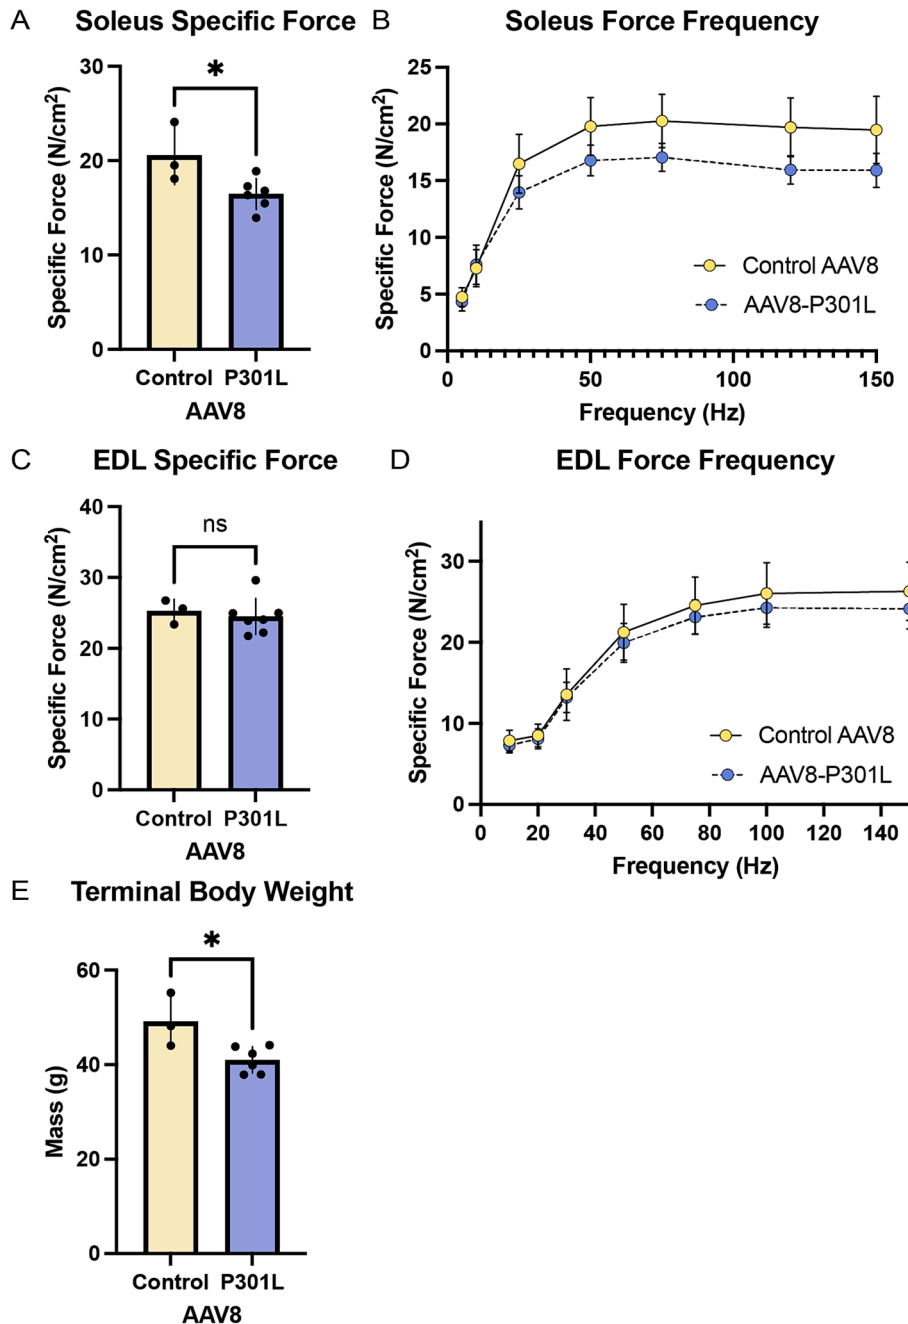 A Soleus Specific Force
Specific Force (N/cm²)
30
20
10
0
*
Control P301L
AAV8
B Soleus Force Frequency
Specific Force (N/cm²)
25
20
15
10
5
0
Control AAV8
AAV8-P301L
0 50 100 150
Frequency (Hz)
C EDL Specific Force
Specific Force (N/cm²)
40
30
20
10
0
ns
Control P301L
AAV8
D EDL Force Frequency
Specific Force (N/cm²)
30
20
10
0
Control AAV8
AAV8-P301L
0 20 40 60 80 100 120 140
Frequency (Hz)
E Terminal Body Weight
Mass (g)
60
40
20
0
*
Control P301L
AAV8